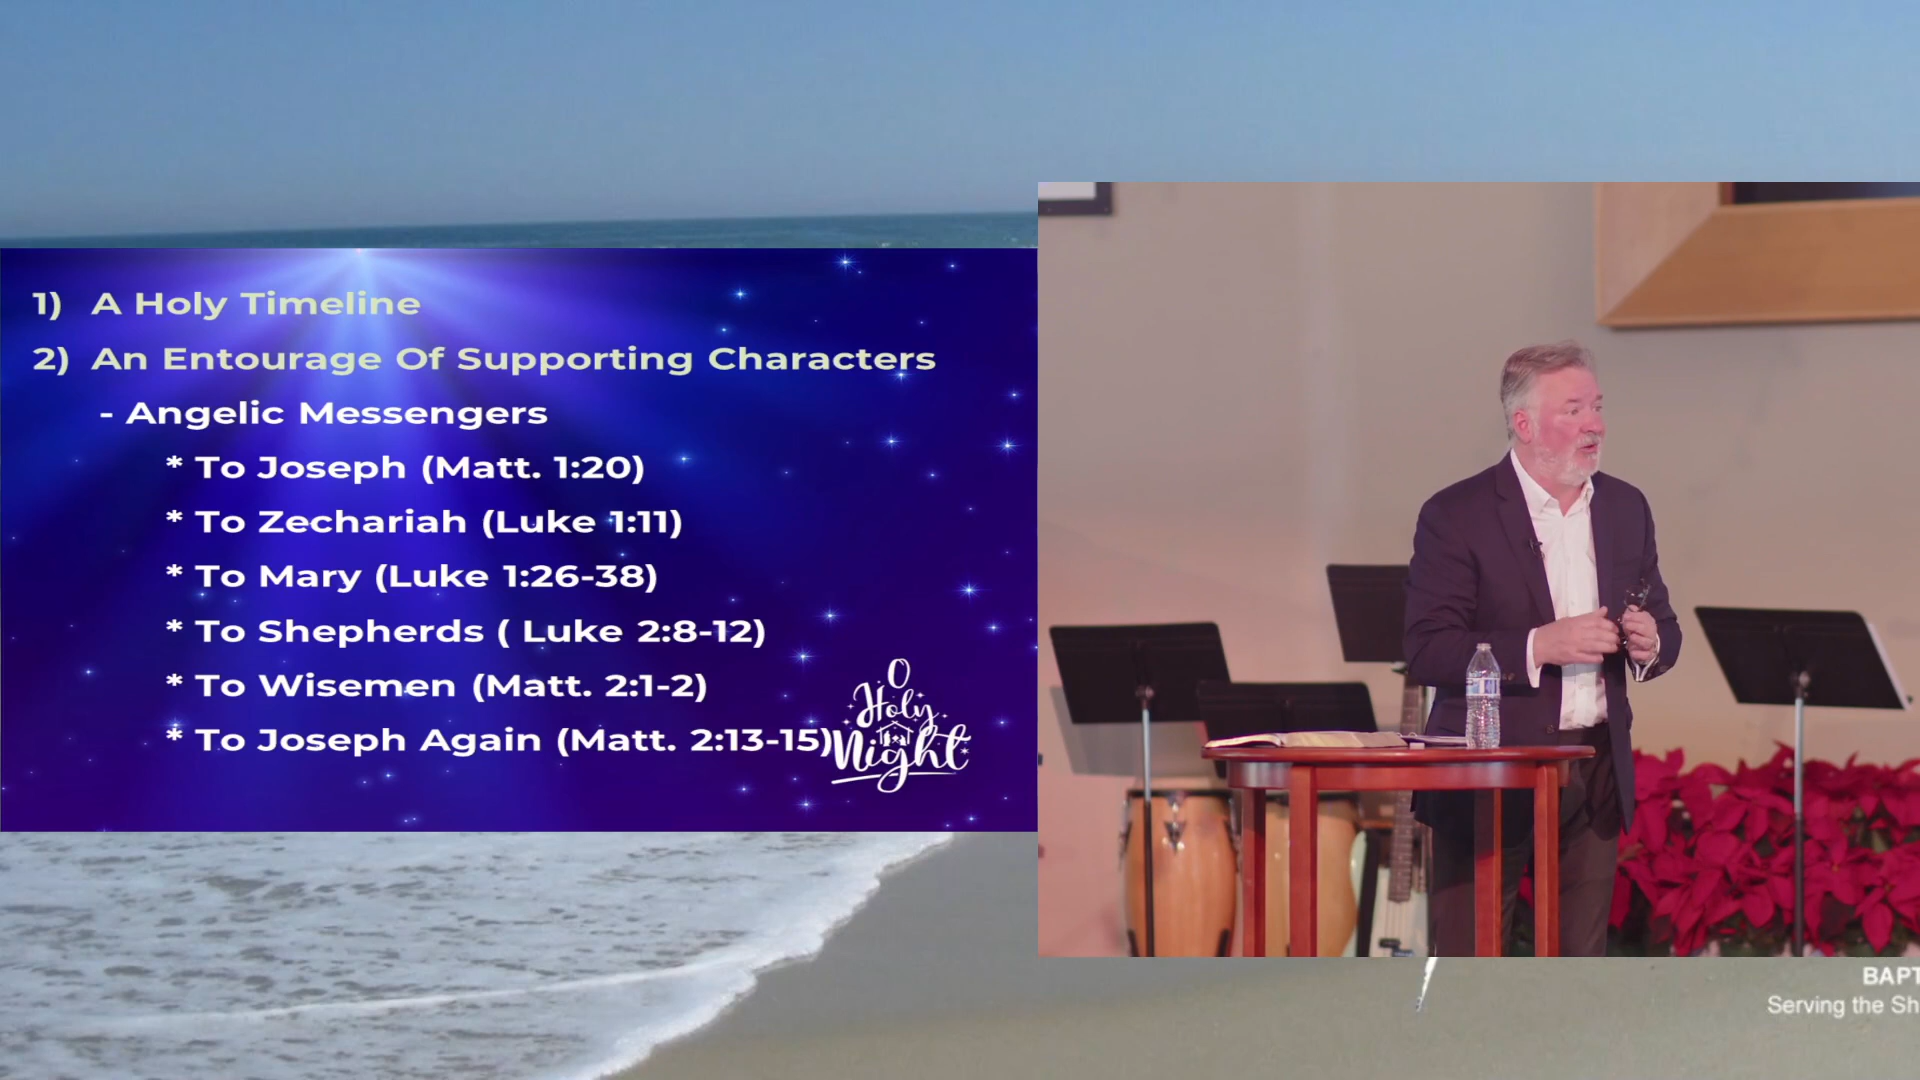 1) A Holy Timeline
2) An Entourage Of Supporting Characters
- Angelic Messengers
* To Joseph (Matt. 1:20)
* To Zechariah (Luke 1:11)
* To Mary (Luke 1:26-38)
* To Shepherds ( Luke 2:8-12)
* To Wisemen (Matt. 2:1-2)
* To Joseph Again (Matt. 2:13-15)
O
Holy
Night
BAPT
Serving the Sh